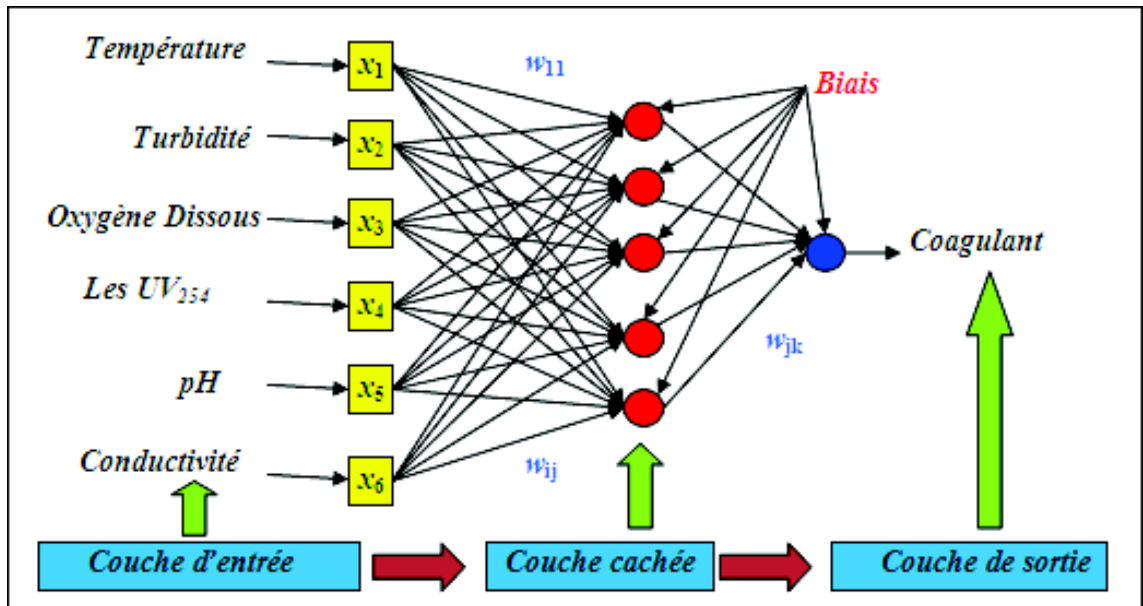 Température
x1
w11
Biais
Turbidité
x2
Oxygène Dissous
x3
Coagulant
Les UV254
x4
wjk
pH
x5
Conductivité
x6
wij
Couche d'entrée
Couche cachée
Couche de sortie